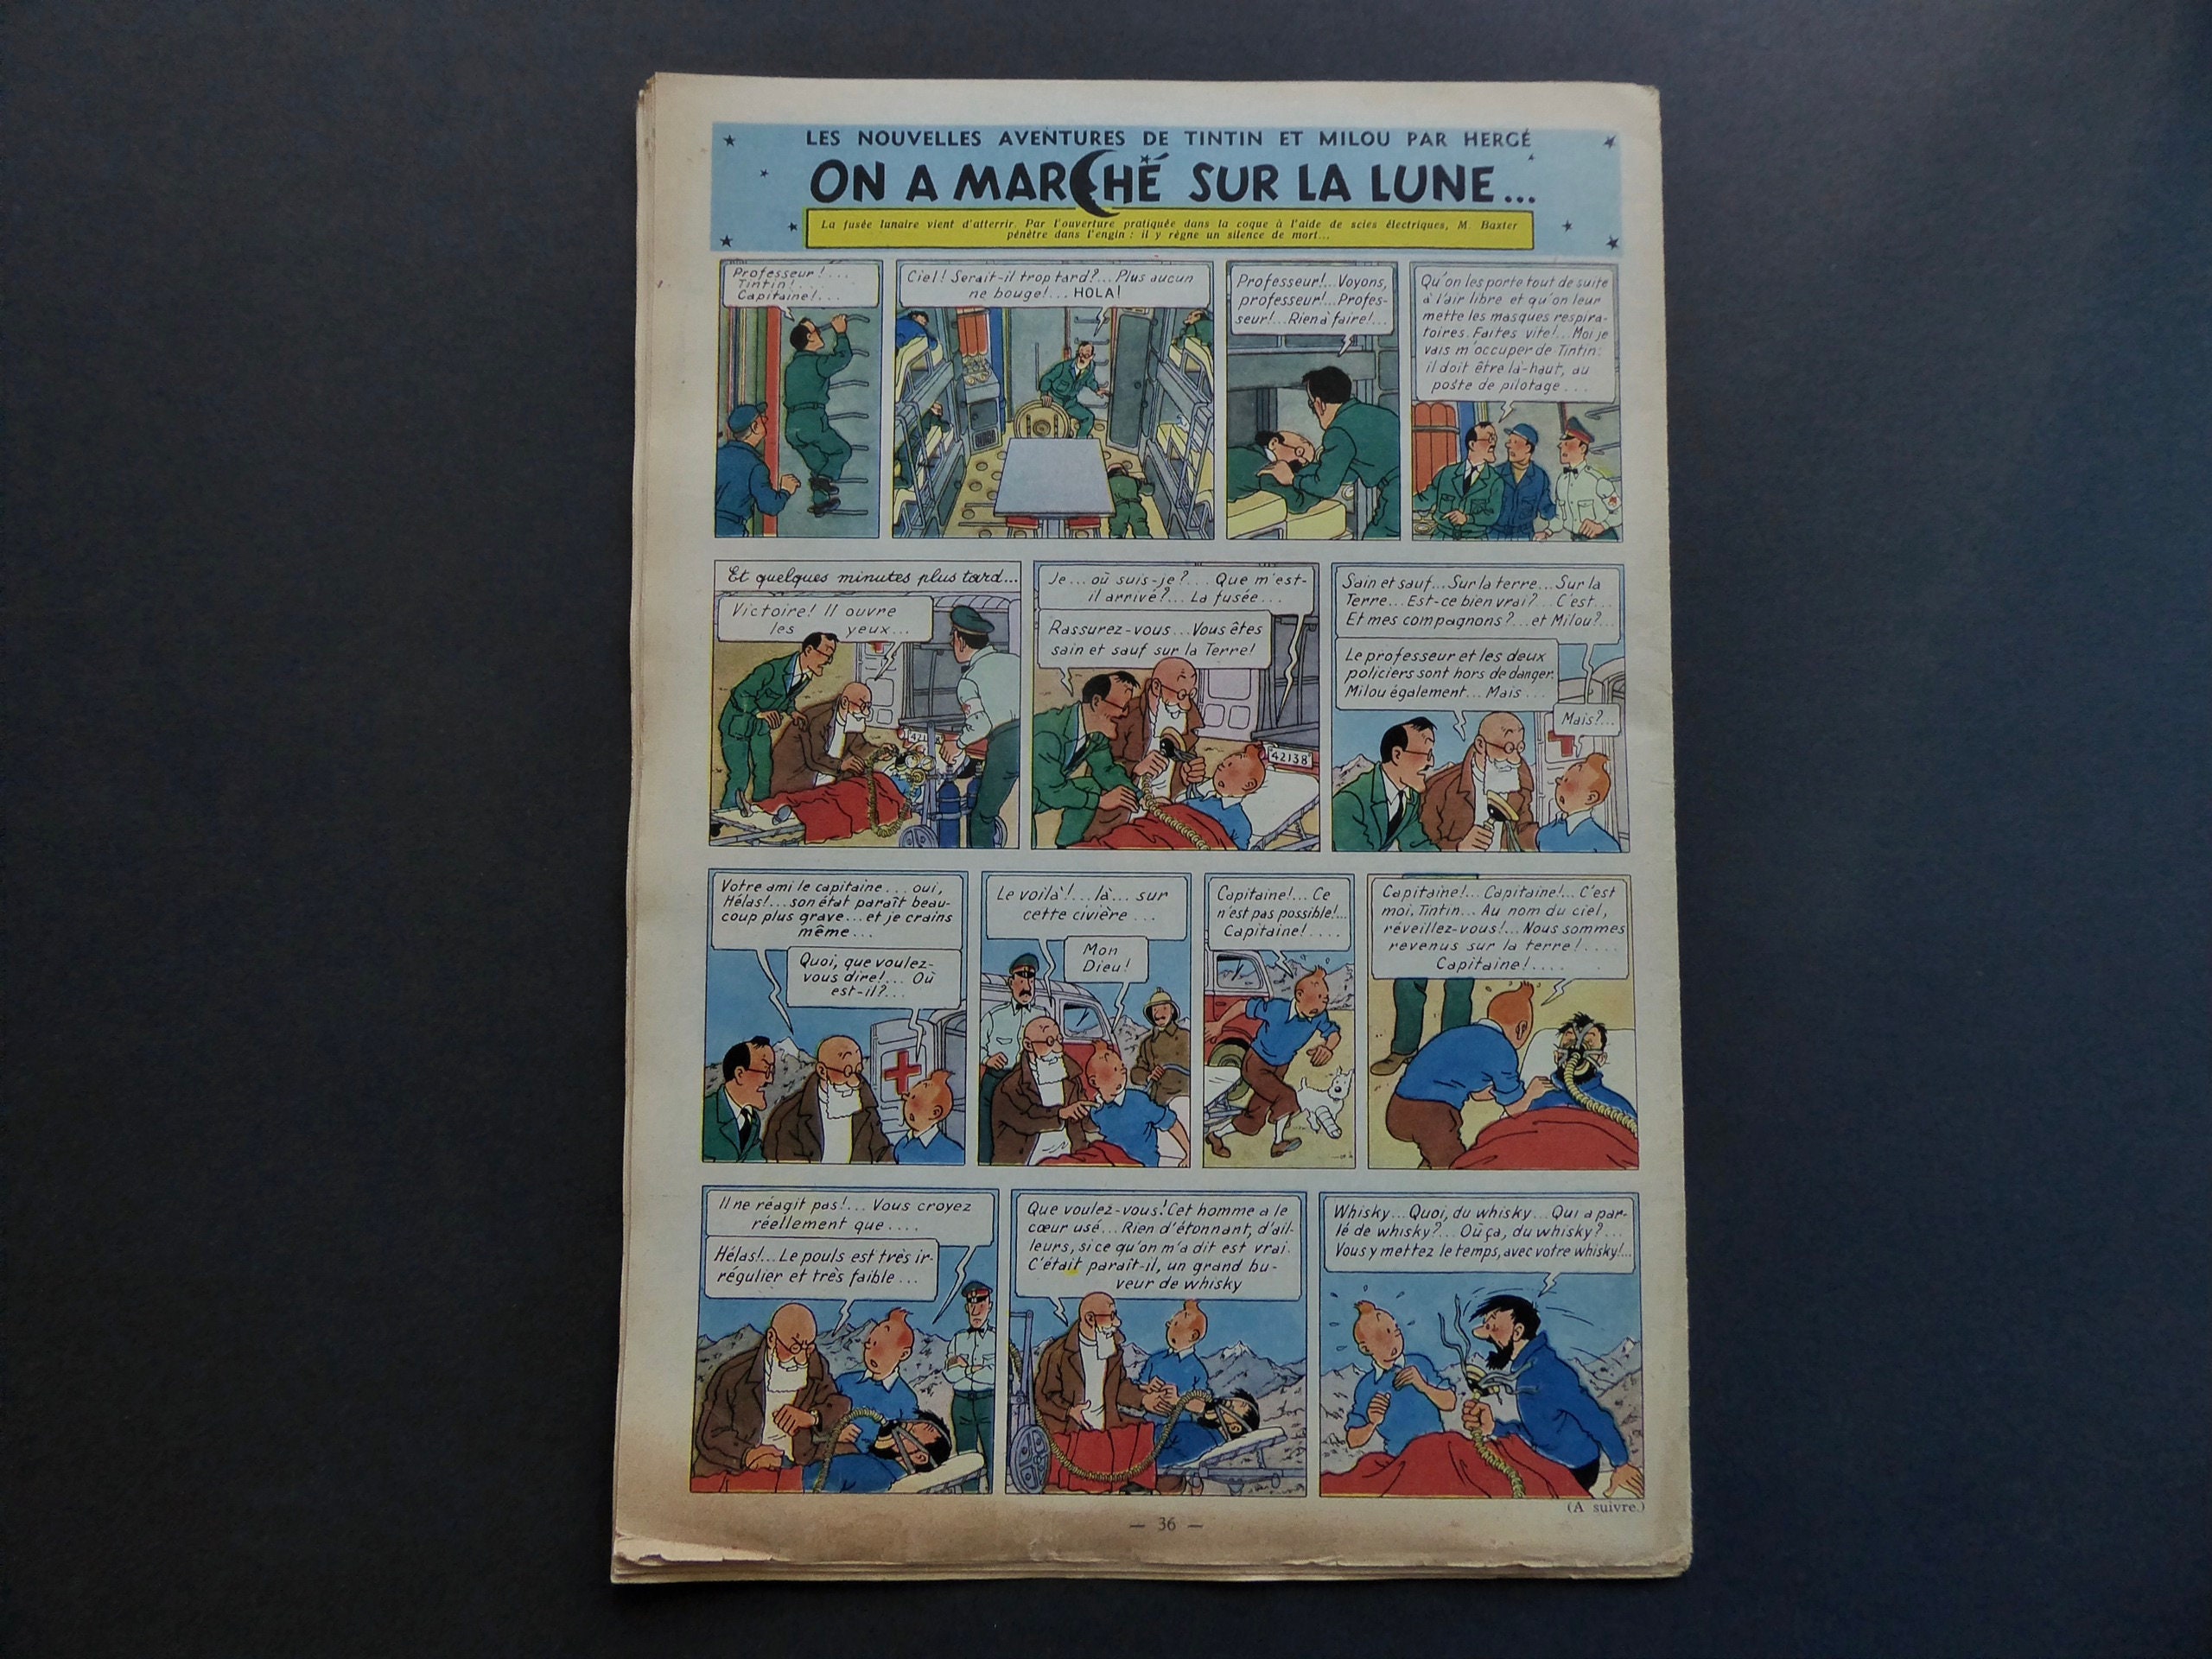 LES NOUVELLES AVENTURES DE TINTIN ET MILOU PAR HERGÉ
ON A MARCHÉ SUR LA LUNE...
La fusée lunaire vient d'atterrir. Par l'ouverture pratiquée dans la coque à l'aide de scies électriques, M. Baxter
pénètre dans l'engin : il y règne un silence de mort...
Professeur!...
Tintin!...
Capitaine!...
Ciel! Serait-il trop tard?...Plus aucun
ne bouge!... HOLA!
Professeur!...Voyons,
professeur!...Profes-
seur!...Rien à faire!...
Qu'on les porte tout de suite
à l'air libre et qu'on leur
mette les masques respira-
toires. Faites vite!...Moi je
vais m'occuper de Tintin:
il doit être là-haut, au
poste de pilotage...
Et quelques minutes plus tard...
Victoire! Il ouvre
les yeux...
Je...où suis-je?...Que m'est-
il arrivé?...La fusée...
Rassurez-vous...Vous êtes
sain et sauf sur la Terre!
42138
Sain et sauf...Sur la terre...Sur la
Terre...Est-ce bien vrai?...C'est...
Et mes compagnons?...et Milou?...
Le professeur et les deux
policiers sont hors de danger.
Milou également...Mais...
Mais?...
Votre ami le capitaine...oui,
Hélas!...son état paraît beau-
coup plus grave...et je crains
même...
Quoi, que voulez-
vous dire!...Où
est-il?...
Le voilà!...là...sur
cette civière...
Mon
Dieu!
Capitaine!...Ce
n'est pas possible!...
Capitaine!....
Capitaine!...Capitaine!...C'est
moi, Tintin...Au nom du ciel,
réveillez-vous!...Nous sommes
revenus sur la terre!....
Capitaine!....
Il ne réagit pas!...Vous croyez
réellement que....
Hélas!...Le pouls est très ir-
régulier et très faible...
Que voulez-vous! Cet homme a le
cœur usé...Rien d'étonnant, d'ail-
leurs, si ce qu'on m'a dit est vrai.
C'était paraît-il, un grand bu-
veur de whisky
Whisky...Quoi, du whisky...Qui a par-
lé de whisky?...Où ça, du whisky?...
Vous y mettez le temps, avec votre whisky!...
(A suivre.)
— 36 —